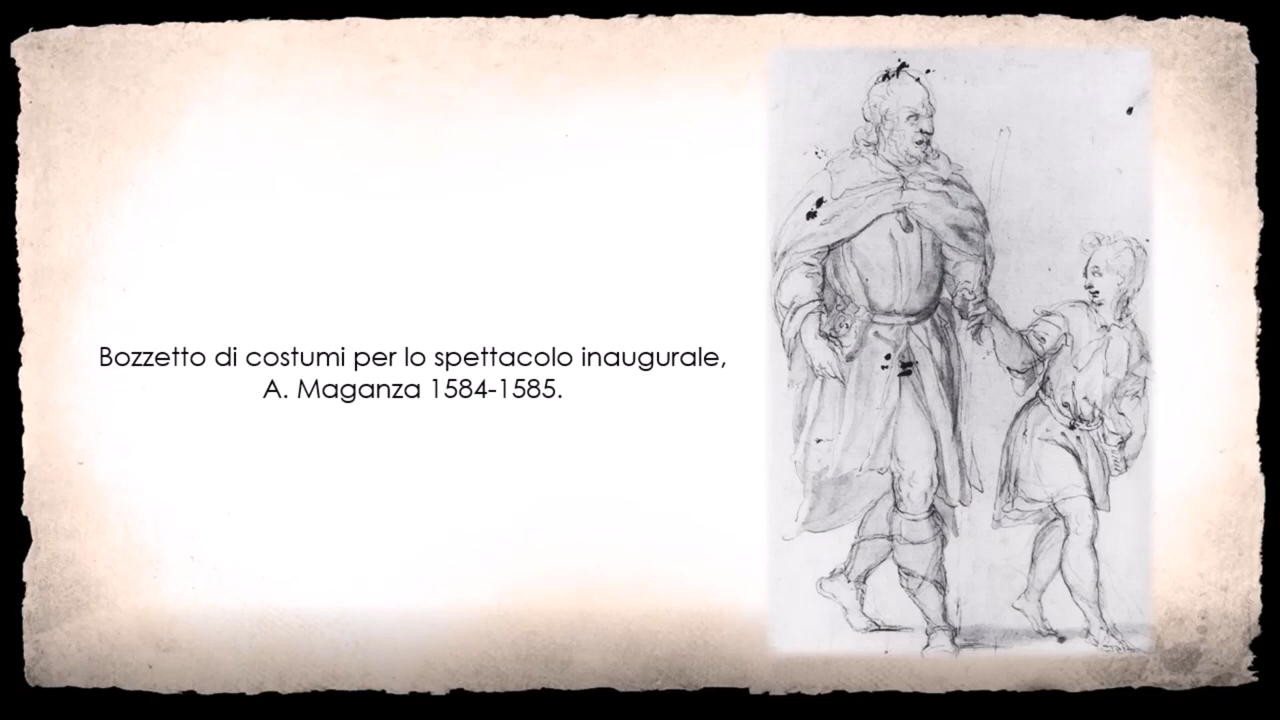 Bozzetto di costumi per lo spettacolo inaugurale,
A. Maganza 1584-1585.